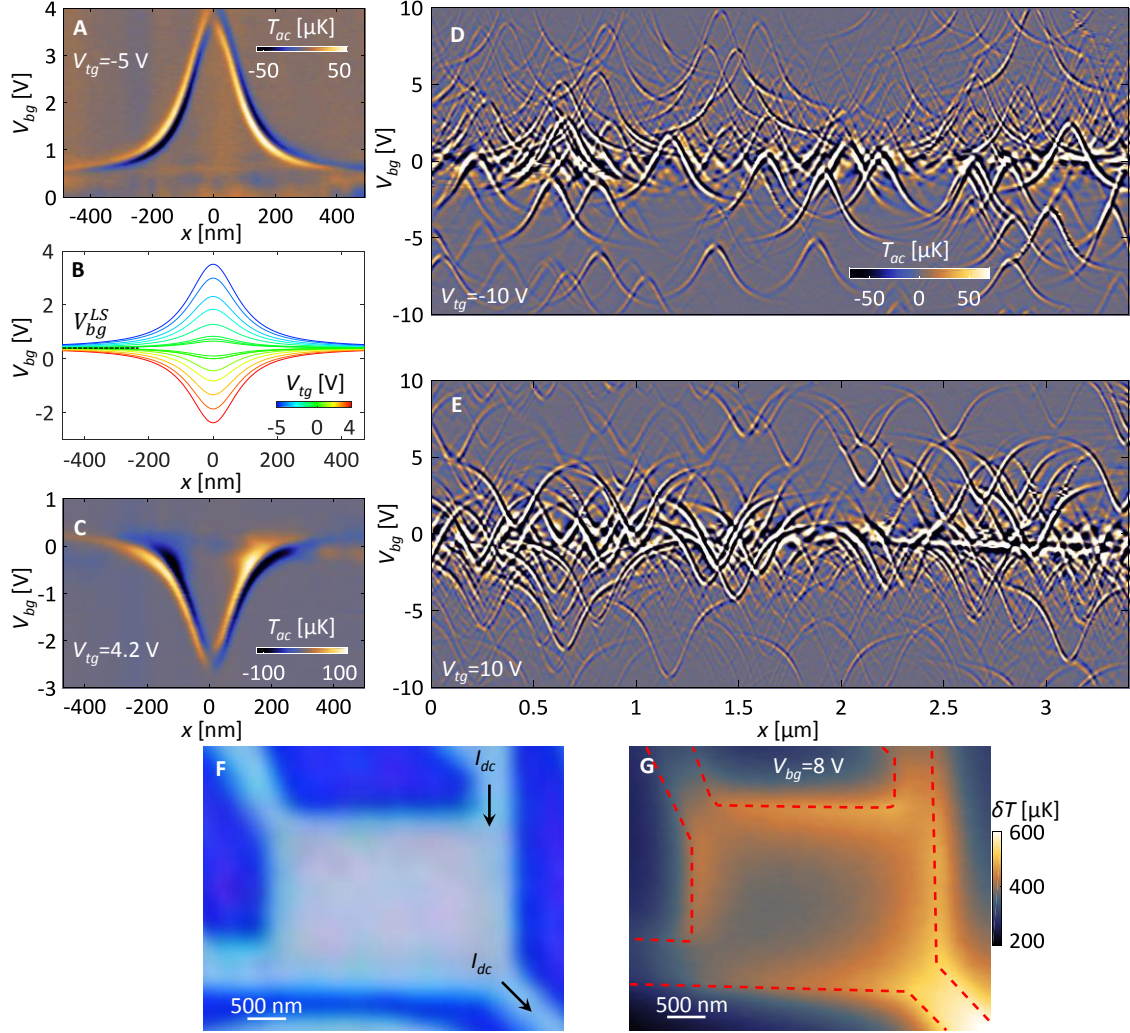 A
V_tg=-5 V
T_ac [µK]
-50 50
V_bg [V]
4
3
2
1
0
-400 -200 0 200 400
x [nm]
B
V_bg^LS
V_bg [V]
4
2
0
-2
V_tg [V]
-5 0 4
-400 -200 0 200 400
C
V_tg=4.2 V
T_ac [µK]
-100 100
V_bg [V]
1
0
-1
-2
-3
-400 -200 0 200 400
x [nm]
D
V_tg=-10 V
T_ac [µK]
-50 0 50
V_bg [V]
10
5
0
-5
-10
E
V_tg=10 V
V_bg [V]
10
5
0
-5
-10
0 0.5 1 1.5 2 2.5 3
x [µm]
F
I_dc
I_dc
500 nm
G
V_bg=8 V
500 nm
δT [µK]
600
400
200